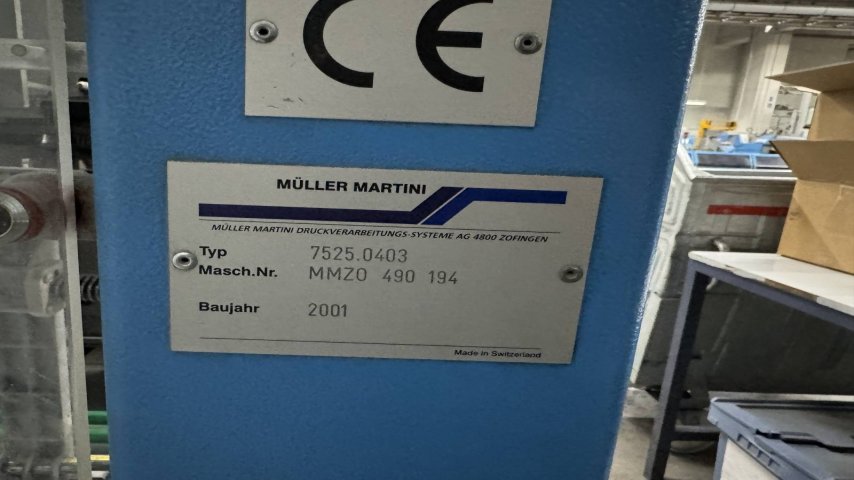 CE
MÜLLER MARTINI
MÜLLER MARTINI DRUCKVERARBEITUNGS-SYSTEME AG 4800 ZOFINGEN
Typ 7525.0403
Masch.Nr. MMZO 490 194
Baujahr 2001
Made in Switzerland